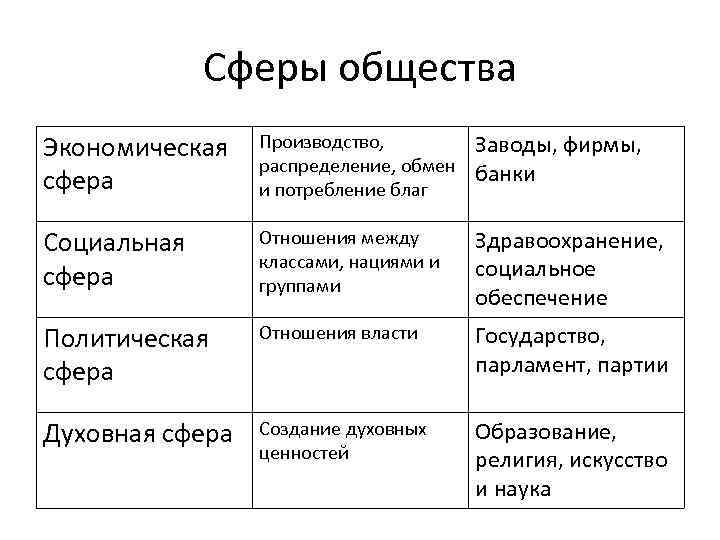 Сферы общества
Экономическая
сфера
Производство,
распределение, обмен
и потребление благ
Заводы, фирмы,
банки
Социальная
сфера
Отношения между
классами, нациями и
группами
Здравоохранение,
социальное
обеспечение
Политическая
сфера
Отношения власти
Государство,
парламент, партии
Духовная сфера
Создание духовных
ценностей
Образование,
религия, искусство
и наука